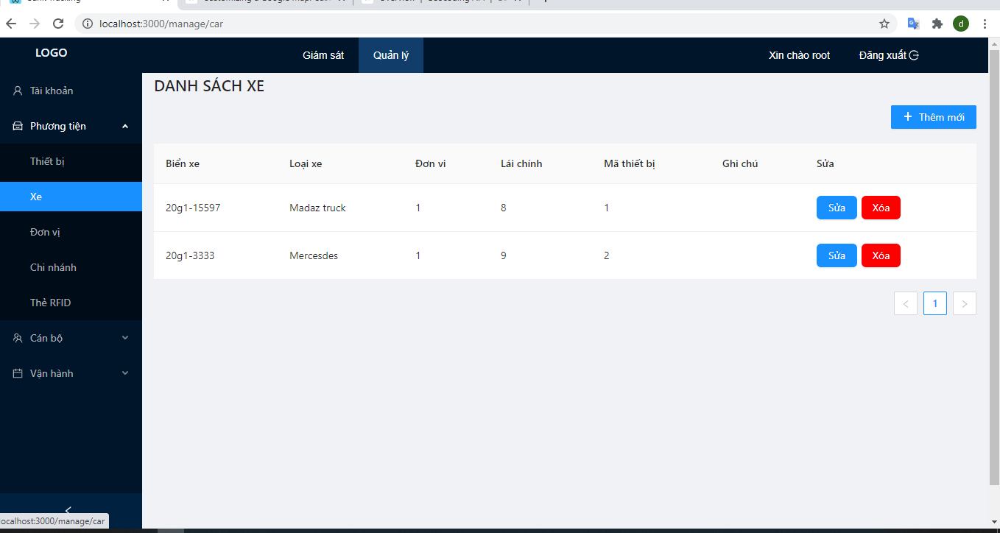 localhost:3000/manage/car
d
LOGO
Giám sát
Quản lý
Xin chào root
Đăng xuất
Tài khoản
Phương tiện
Thiết bị
Xe
Đơn vị
Chi nhánh
Thẻ RFID
Cán bộ
Vận hành
DANH SÁCH XE
+ Thêm mới
Biển xe Loại xe Đơn vi Lái chính Mã thiết bị Ghi chú Sửa
20g1-15597 Madaz truck 1 8 1 Sửa Xóa
20g1-3333 Mercesdes 1 9 2 Sửa Xóa
< 1 >
localhost:3000/manage/car